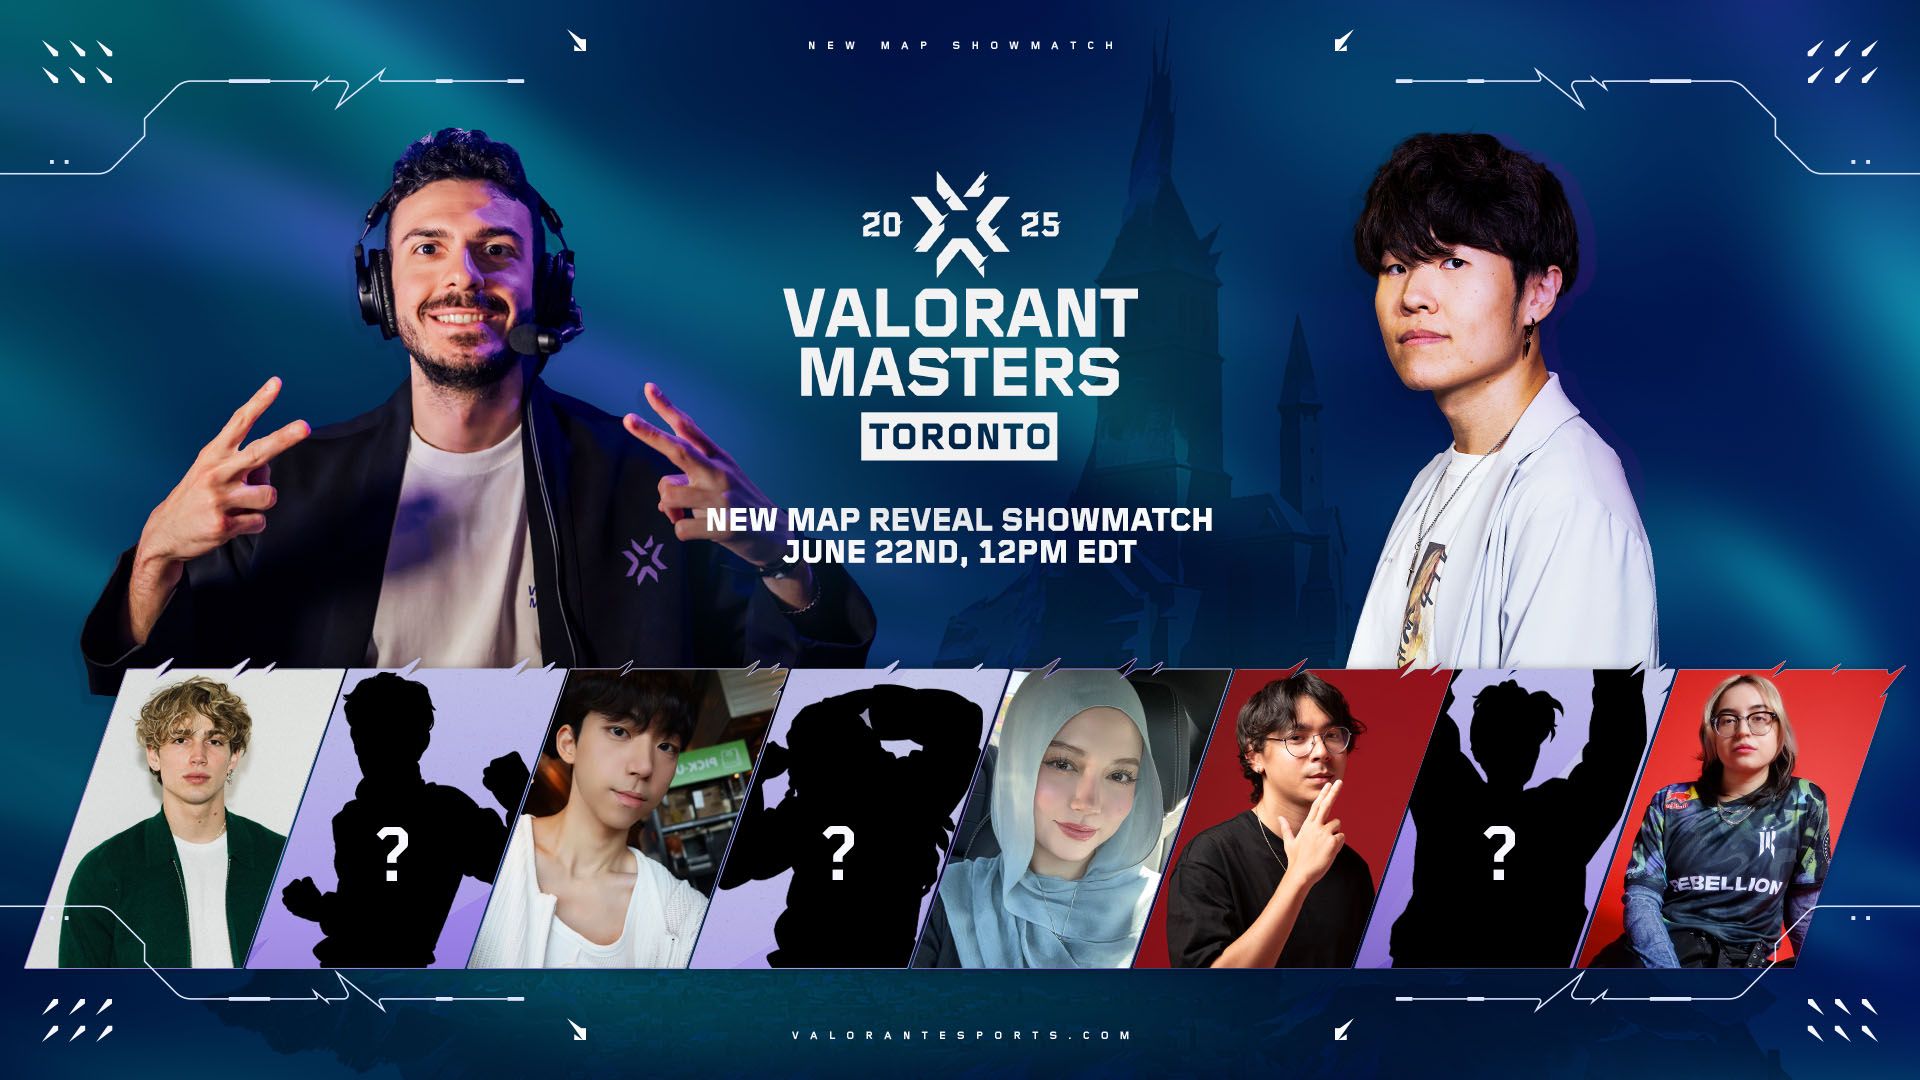 NEW MAP SHOWMATCH
20 25
VALORANT
MASTERS
TORONTO
NEW MAP REVEAL SHOWMATCH
JUNE 22ND, 12PM EDT
?
?
?
PICK-U
REBELLION
VALORANTESPORTS.COM